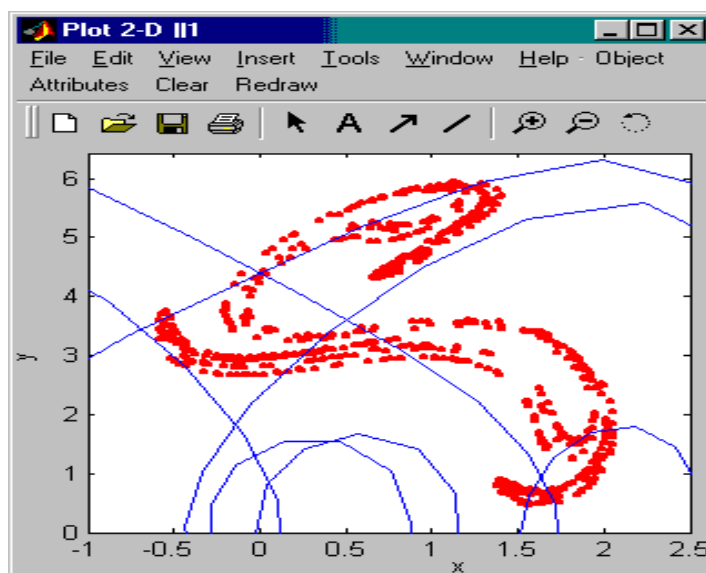 Plot 2-D ||1
File Edit View Insert Tools Window Help - Object
Attributes Clear Redraw
A
6
5
4
3
2
1
0
y
-1 -0.5 0 0.5 1 1.5 2 2.5
x